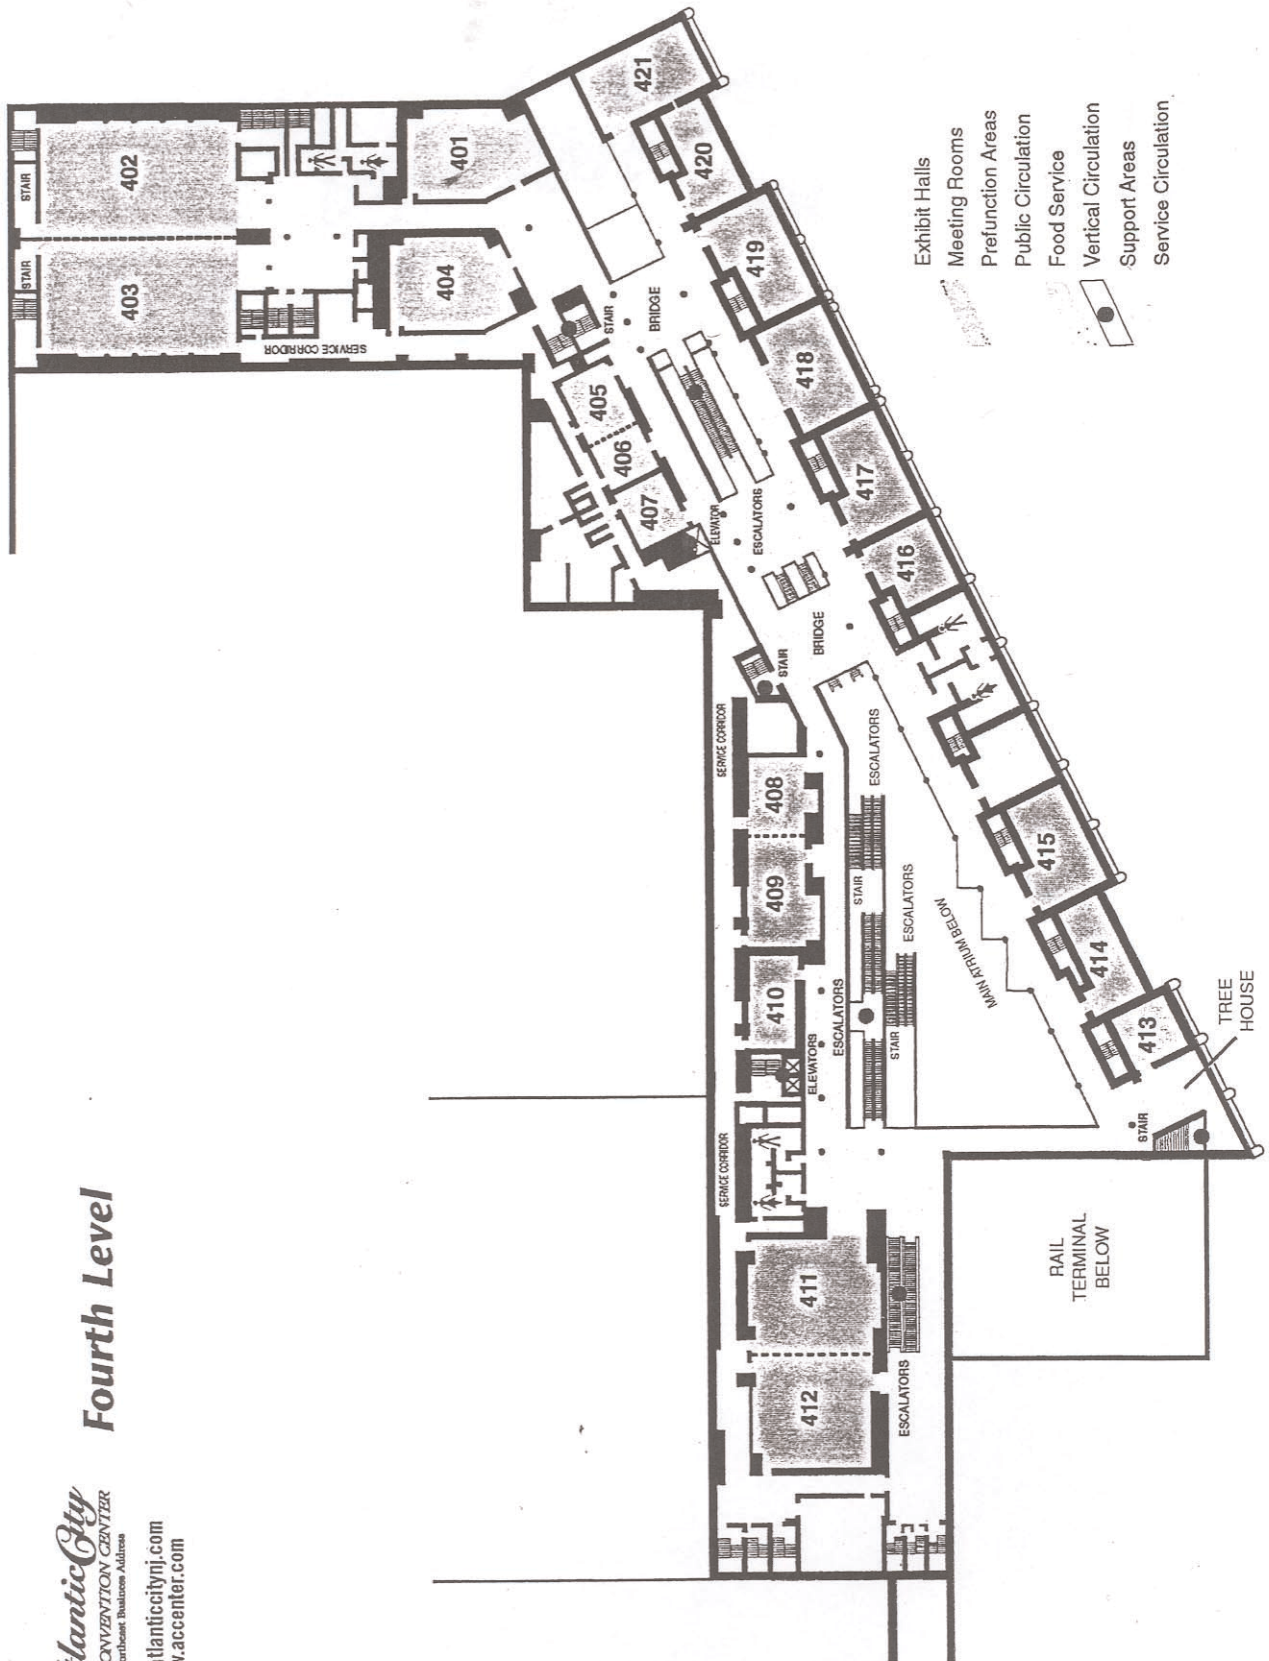 Fourth Level
lanticCity
ONVENTION CENTER
ortheast Business Address
tlanticcitynj.com
v.accenter.com
402
403
STAIR
STAIR
401
404
SERVICE CORRIDOR
STAIR
BRIDGE
405
406
407
ELEVATOR
ESCALATORS
BRIDGE
STAIR
421
420
419
418
417
416
415
414
413
TREE
HOUSE
STAIR
SERVICE CORRIDOR
408
409
410
ELEVATORS
ESCALATORS
STAIR
ESCALATORS
ESCALATORS
STAIR
MAIN ATRIUM BELOW
SERVICE CORRIDOR
411
412
ESCALATORS
RAIL
TERMINAL
BELOW
Exhibit Halls
Meeting Rooms
Prefunction Areas
Public Circulation
Food Service
Vertical Circulation
Support Areas
Service Circulation